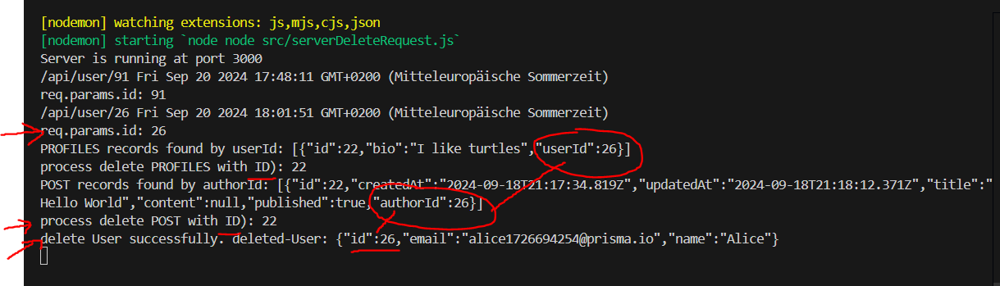 [nodemon] watching extensions: js,mjs,cjs,json
[nodemon] starting `node node src/serverDeleteRequest.js`
Server is running at port 3000
/api/user/91 Fri Sep 20 2024 17:48:11 GMT+0200 (Mitteleuropäische Sommerzeit)
req.params.id: 91
/api/user/26 Fri Sep 20 2024 18:01:51 GMT+0200 (Mitteleuropäische Sommerzeit)
req.params.id: 26
PROFILES records found by userId: [{"id":22,"bio":"I like turtles","userId":26}]
process delete PROFILES with ID): 22
POST records found by authorId: [{"id":22,"createdAt":"2024-09-18T21:17:34.819Z","updatedAt":"2024-09-18T21:18:12.371Z","title":"
Hello World","content":null,"published":true,"authorId":26}]
process delete POST with ID): 22
delete User successfully. deleted-User: {"id":26,"email":"alice1726694254@prisma.io","name":"Alice"}